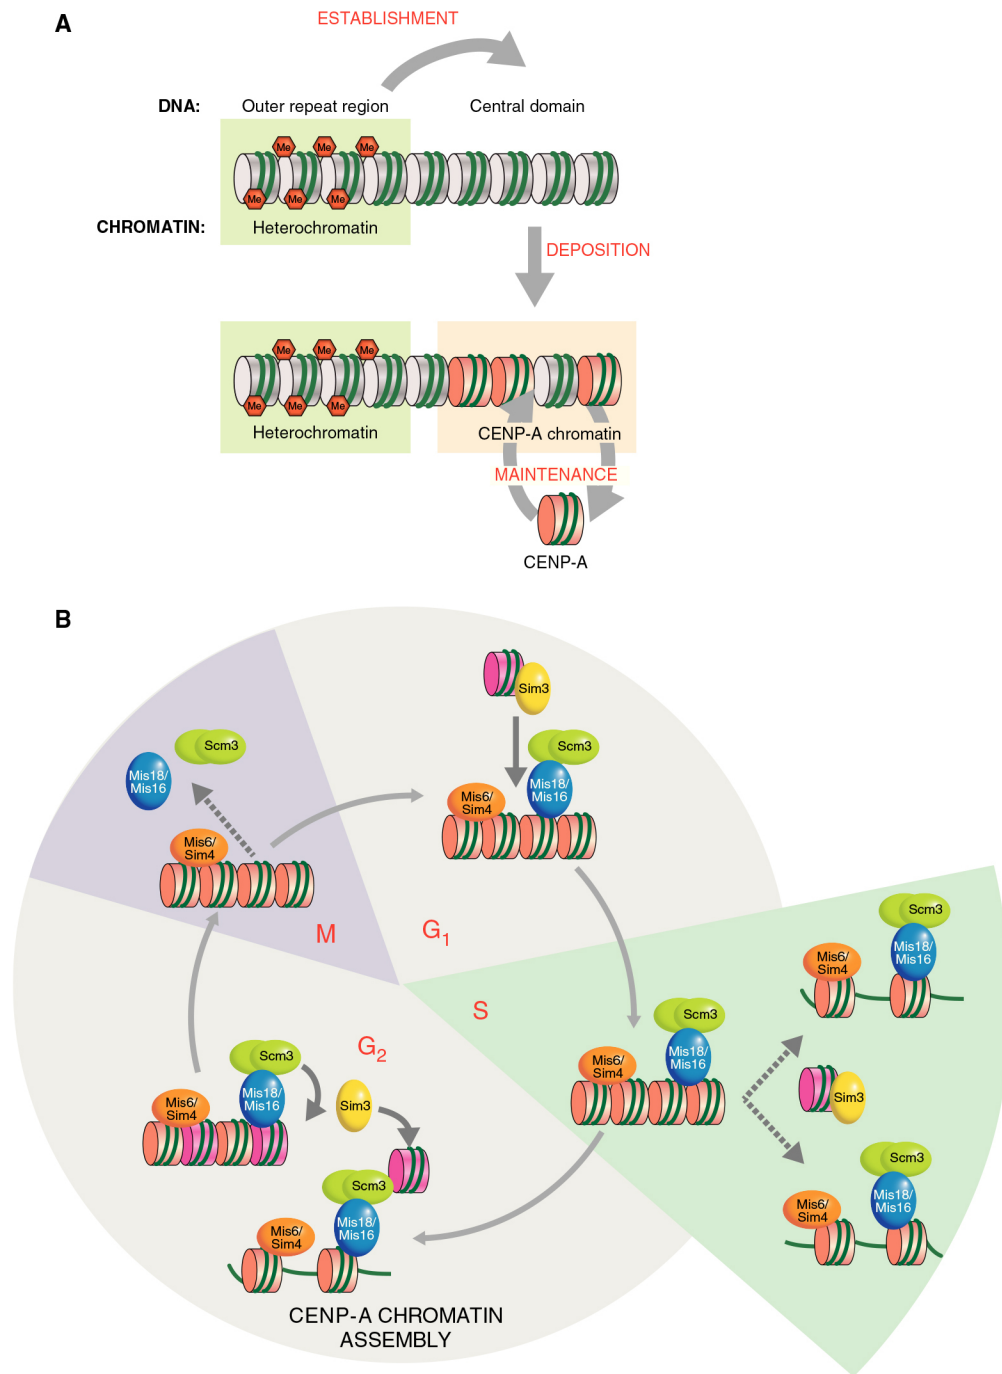 A
ESTABLISHMENT
DNA:
Outer repeat region
Central domain
Me
Me
Me
Me
Me
Me
CHROMATIN:
Heterochromatin
DEPOSITION
Me
Me
Me
Me
Me
Me
Heterochromatin
CENP-A chromatin
MAINTENANCE
CENP-A
B
Sim3
Scm3
Mis18/
Mis16
Mis6/
Sim4
Scm3
Mis18/
Mis16
Mis6/
Sim4
M
G1
S
G2
Scm3
Mis18/
Mis16
Mis6/
Sim4
Scm3
Mis18/
Mis16
Mis6/
Sim4
Sim3
Scm3
Mis18/
Mis16
Mis6/
Sim4
Scm3
Mis18/
Mis16
Mis6/
Sim4
Sim3
Scm3
Mis18/
Mis16
Mis6/
Sim4
CENP-A CHROMATIN
ASSEMBLY